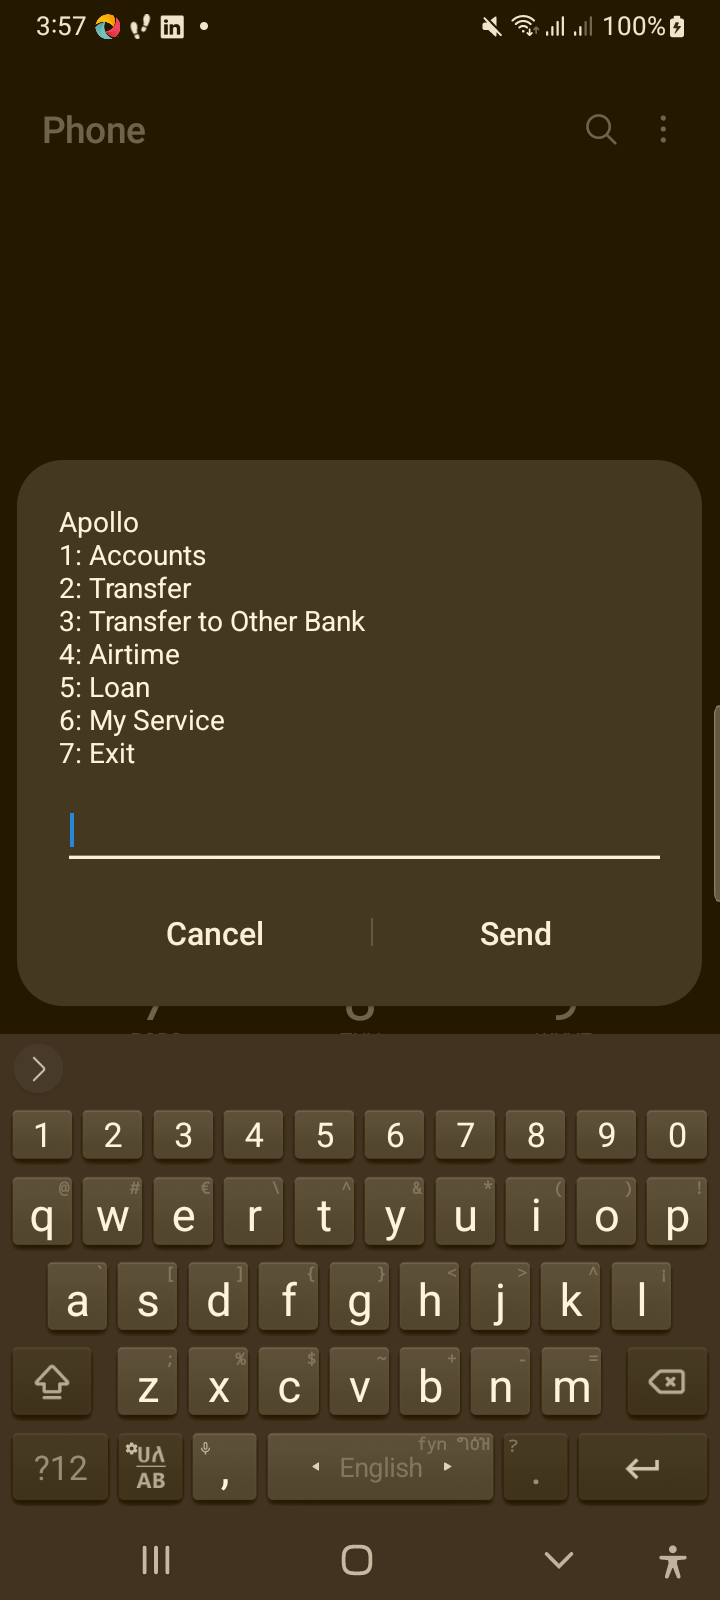 3:57 in 100%
Phone
Apollo
1: Accounts
2: Transfer
3: Transfer to Other Bank
4: Airtime
5: Loan
6: My Service
7: Exit
Cancel Send
1 2 3 4 5 6 7 8 9 0
@ # € \ ^ & * ( ) !
q w e r t y u i o p
` [ ] { } < > ^ ¡
a s d f g h j k l
; % $ ~ + - =
z x c v b n m
?12 AB , English ? .